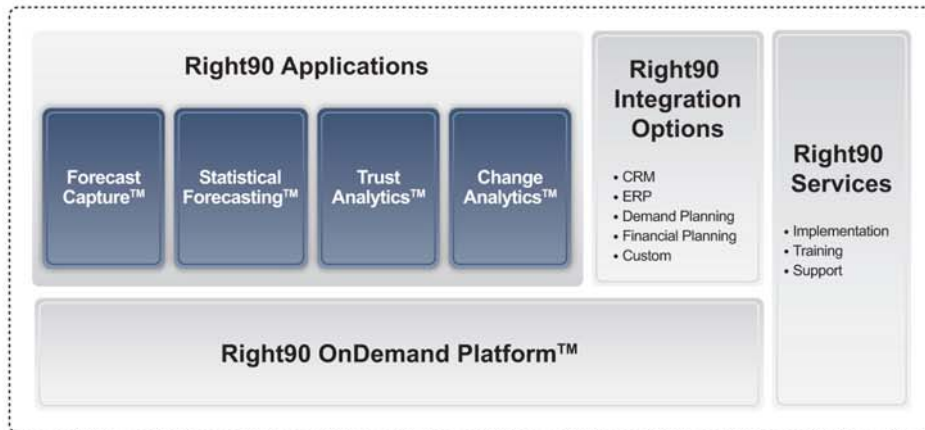 Right90 Applications
Forecast
Capture™
Statistical
Forecasting™
Trust
Analytics™
Change
Analytics™
Right90
Integration
Options
• CRM
• ERP
• Demand Planning
• Financial Planning
• Custom
Right90
Services
• Implementation
• Training
• Support
Right90 OnDemand Platform™